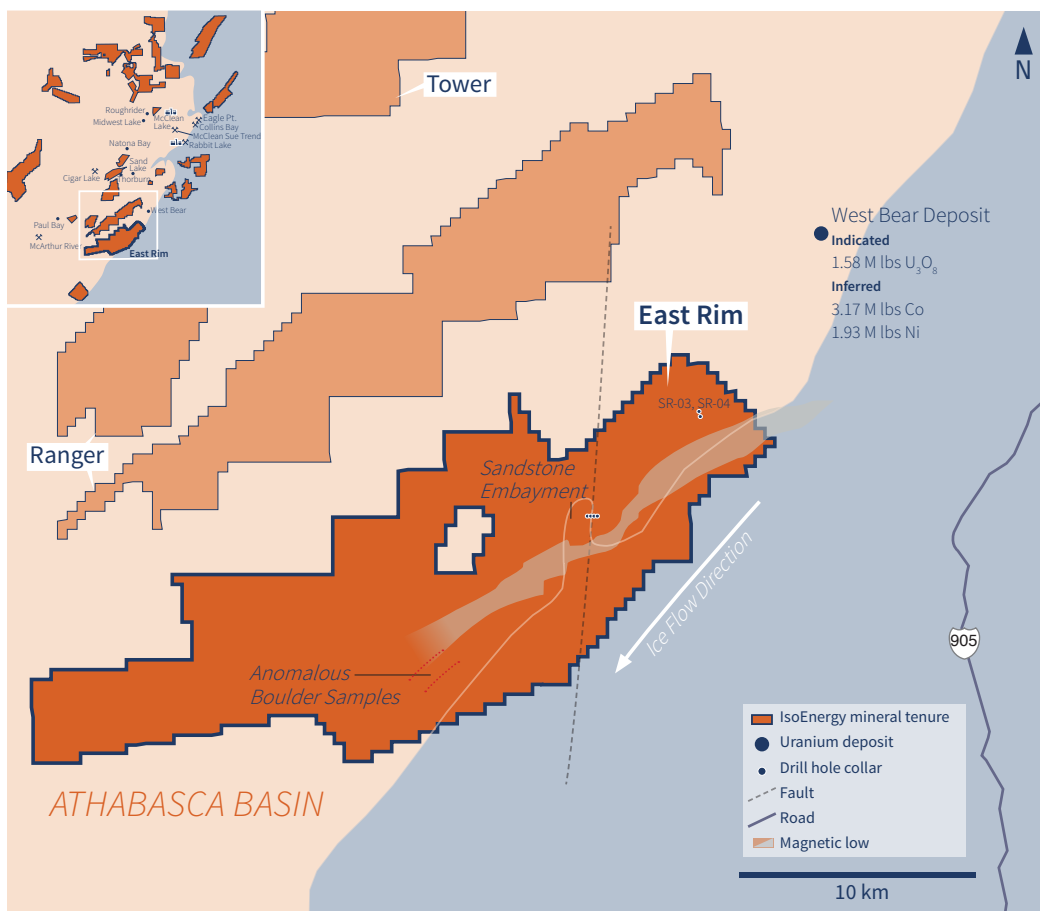 Roughrider
Midwest Lake
McClean
Lake
Eagle Pt.
Collins Bay
McClean Sue Trend
Rabbit Lake
Natona Bay
Sand
Lake
Cigar Lake
Thorburn
West Bear
Paul Bay
McArthur River
East Rim
Tower
N
West Bear Deposit
Indicated
1.58 M lbs U₃O₈
Inferred
3.17 M lbs Co
1.93 M lbs Ni
East Rim
SR-03, SR-04
Ranger
Sandstone
Embayment
Ice Flow Direction
905
Anomalous
Boulder Samples
ATHABASCA BASIN
IsoEnergy mineral tenure
Uranium deposit
Drill hole collar
Fault
Road
Magnetic low
10 km